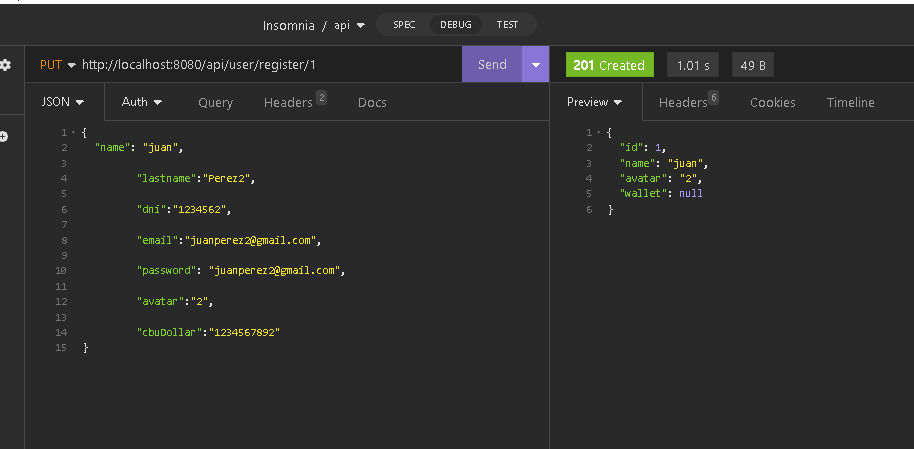 Insomnia / api SPEC DEBUG TEST
PUT http://localhost:8080/api/user/register/1 Send 201 Created 1.01 s 49 B
JSON Auth Query Headers 2 Docs Preview Headers 6 Cookies Timeline
1 {
2 "name": "juan",
3
4 "lastname":"Perez2",
5
6 "dni":"1234562",
7
8 "email":"juanperez2@gmail.com",
9
10 "password": "juanperez2@gmail.com",
11
12 "avatar":"2",
13
14 "cbuDollar":"1234567892"
15 }
1 {
2 "id": 1,
3 "name": "juan",
4 "avatar": "2",
5 "wallet": null
6 }